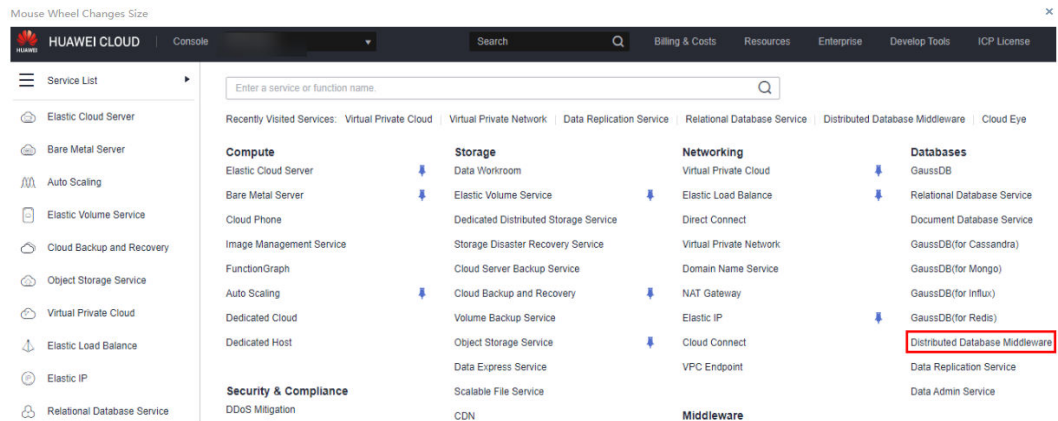 Mouse Wheel Changes Size ×
HUAWEI
HUAWEI CLOUD Console Search Billing & Costs Resources Enterprise Develop Tools ICP License
Service List
Enter a service or function name.
Elastic Cloud Server
Bare Metal Server
Auto Scaling
Elastic Volume Service
Cloud Backup and Recovery
Object Storage Service
Virtual Private Cloud
Elastic Load Balance
Elastic IP
Relational Database Service
Recently Visited Services: Virtual Private Cloud Virtual Private Network Data Replication Service Relational Database Service Distributed Database Middleware Cloud Eye
Compute
Elastic Cloud Server
Bare Metal Server
Cloud Phone
Image Management Service
FunctionGraph
Auto Scaling
Dedicated Cloud
Dedicated Host
Security & Compliance
DDoS Mitigation
Storage
Data Workroom
Elastic Volume Service
Dedicated Distributed Storage Service
Storage Disaster Recovery Service
Cloud Server Backup Service
Cloud Backup and Recovery
Volume Backup Service
Object Storage Service
Data Express Service
Scalable File Service
CDN
Networking
Virtual Private Cloud
Elastic Load Balance
Direct Connect
Virtual Private Network
Domain Name Service
NAT Gateway
Elastic IP
Cloud Connect
VPC Endpoint
Middleware
Databases
GaussDB
Relational Database Service
Document Database Service
GaussDB(for Cassandra)
GaussDB(for Mongo)
GaussDB(for Influx)
GaussDB(for Redis)
Distributed Database Middleware
Data Replication Service
Data Admin Service